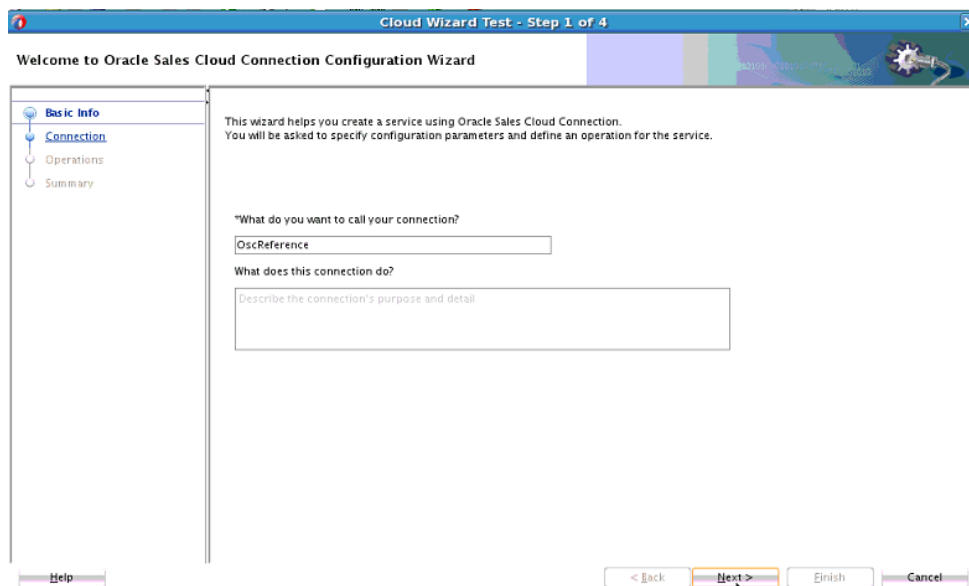 Cloud Wizard Test - Step 1 of 4
Welcome to Oracle Sales Cloud Connection Configuration Wizard
Basic Info
Connection
Operations
Summary
This wizard helps you create a service using Oracle Sales Cloud Connection.
You will be asked to specify configuration parameters and define an operation for the service.
*What do you want to call your connection?
OscReference
What does this connection do?
Describe the connection's purpose and detail
Help
< Back
Next >
Finish
Cancel